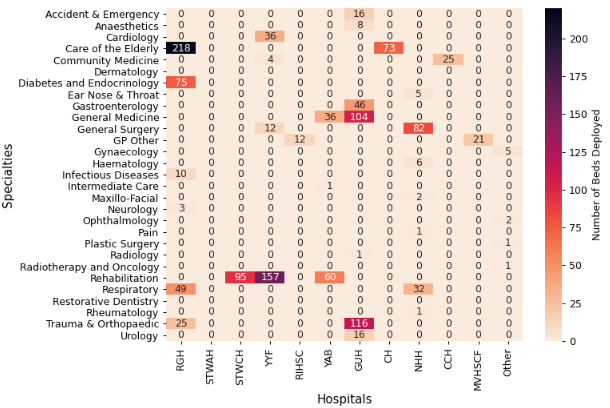 Specialties
Accident & Emergency 0 0 0 0 0 0 16 0 0 0 0 0
Anaesthetics 0 0 0 0 0 0 8 0 0 0 0 0
Cardiology 0 0 0 36 0 0 0 0 0 0 0 0
Care of the Elderly 218 0 0 0 0 0 0 73 0 0 0 0
Community Medicine 0 0 0 4 0 0 0 0 0 25 0 0
Dermatology 0 0 0 0 0 0 0 0 0 0 0 0
Diabetes and Endocrinology 75 0 0 0 0 0 0 0 0 0 0 0
Ear Nose & Throat 0 0 0 0 0 0 0 0 5 0 0 0
Gastroenterology 0 0 0 0 0 0 46 0 0 0 0 0
General Medicine 0 0 0 0 0 36 104 0 0 0 0 0
General Surgery 0 0 0 12 0 0 0 0 82 0 0 0
GP Other 0 0 0 0 12 0 0 0 0 0 21 0
Gynaecology 0 0 0 0 0 0 0 0 0 0 0 5
Haematology 0 0 0 0 0 0 0 0 6 0 0 0
Infectious Diseases 10 0 0 0 0 0 0 0 0 0 0 0
Intermediate Care 0 0 0 0 0 1 0 0 0 0 0 0
Maxillo-Facial 0 0 0 0 0 0 0 0 2 0 0 0
Neurology 3 0 0 0 0 0 0 0 0 0 0 0
Ophthalmology 0 0 0 0 0 0 0 0 0 0 0 2
Pain 0 0 0 0 0 0 0 0 1 0 0 0
Plastic Surgery 0 0 0 0 0 0 0 0 0 0 0 1
Radiology 0 0 0 0 0 0 1 0 0 0 0 0
Radiotherapy and Oncology 0 0 0 0 0 0 0 0 0 0 0 1
Rehabilitation 0 0 95 157 0 60 0 0 0 0 0 0
Respiratory 49 0 0 0 0 0 0 0 32 0 0 0
Restorative Dentistry 0 0 0 0 0 0 0 0 0 0 0 0
Rheumatology 0 0 0 0 0 0 0 0 1 0 0 0
Trauma & Orthopaedic 25 0 0 0 0 0 116 0 0 0 0 0
Urology 0 0 0 0 0 0 16 0 0 0 0 0
RGH STWAH STWCH YYF RIHSC YAB GUH CH NHH CCH MVHSCF Other
Hospitals
200
175
150
125
100
75
50
25
0
Number of Beds Deployed